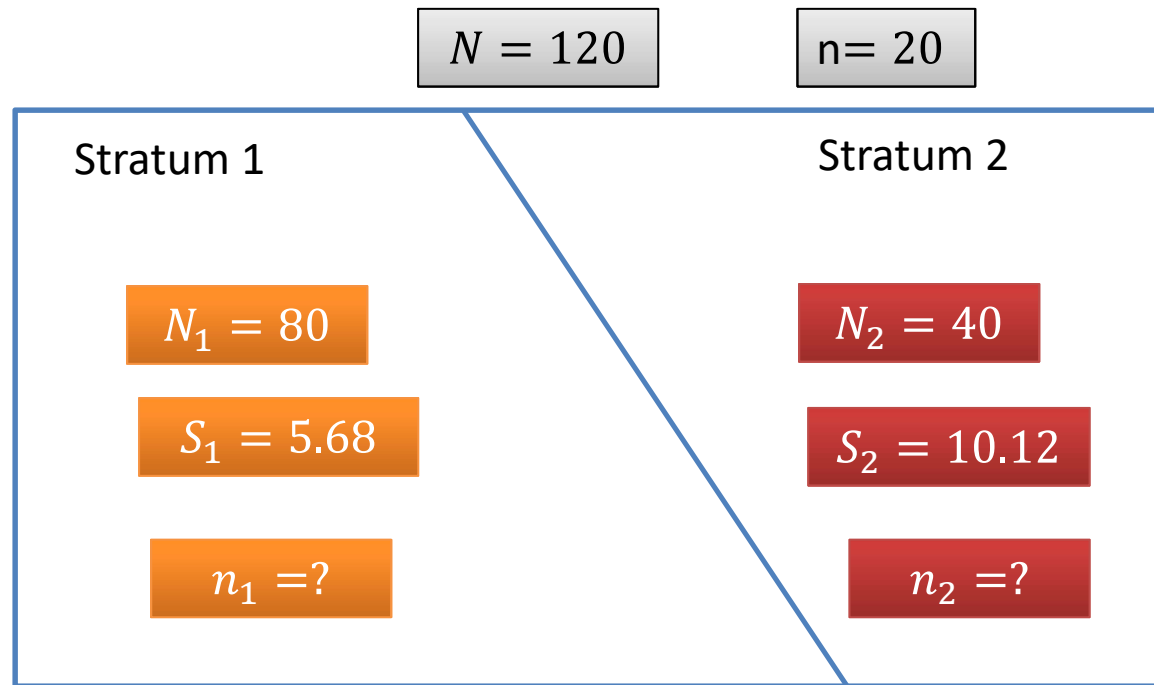 N = 120
n= 20
Stratum 1
Stratum 2
N₁ = 80
N₂ = 40
S₁ = 5.68
S₂ = 10.12
n₁ =?
n₂ =?